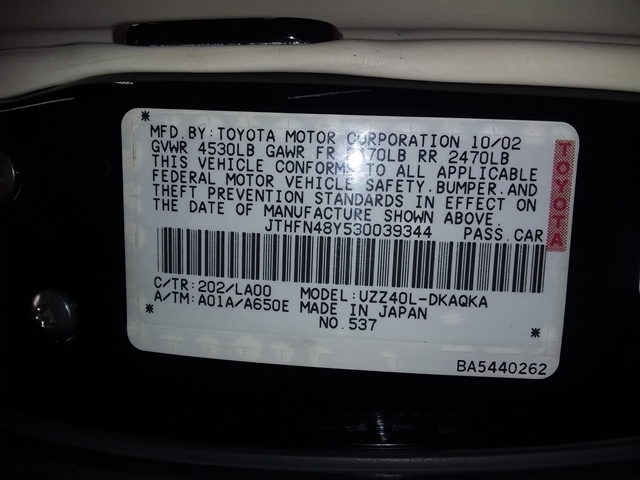 MFD. BY: TOYOTA MOTOR CORPORATION 10/02
GVWR 4530LB GAWR FR 70LB RR 2470LB
THIS VEHICLE CONFORMS TO ALL APPLICABLE
FEDERAL MOTOR VEHICLE SAFETY. BUMPER. AND
THEFT PREVENTION STANDARDS IN EFFECT ON
THE DATE OF MANUFACTURE SHOWN ABOVE.
JTHFN48Y530039344 PASS. CAR
TOYOTA
C/TR: 202/LA00 MODEL: UZZ40L-DKAQKA
A/TM: A01A/A650E MADE IN JAPAN
NO. 537
BA5440262